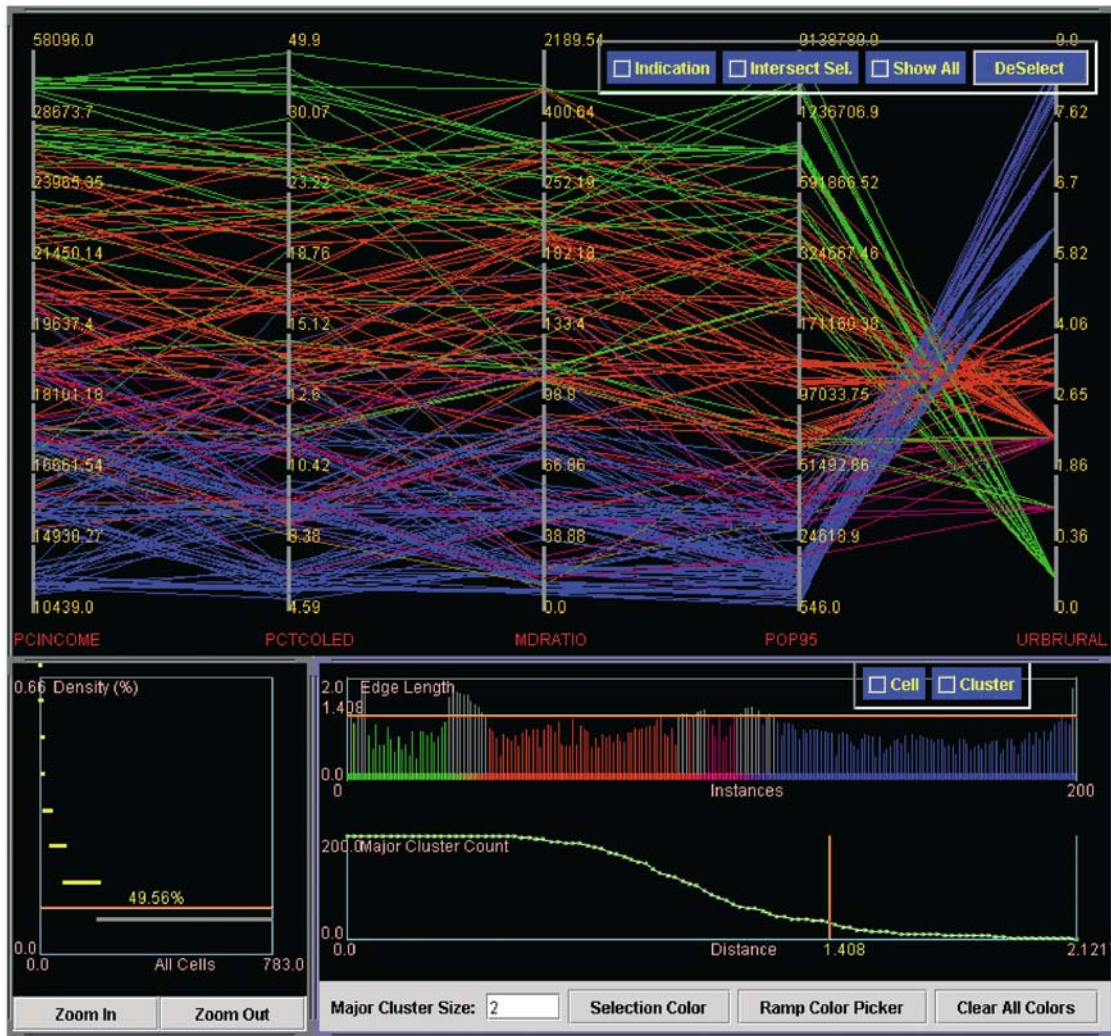 58096.0 49.9 2189.54 9138789.0 9.0
Indication Intersect Sel. Show All DeSelect
28673.7 30.07 400.64 1236706.9 7.62
23965.35 23.22 252.19 591866.52 6.7
21450.14 18.76 182.18 324667.46 5.82
19637.4 15.12 133.4 171160.38 4.06
18101.18 12.6 98.8 97033.75 2.65
16661.54 10.42 66.86 51492.86 1.86
14930.27 8.38 38.88 24618.9 0.36
10439.0 4.59 0.0 546.0 0.0
PCINCOME PCTCOLED MDRATIO POP95 URBRURAL
0.66 Density (%)
49.56%
0.0
0.0 All Cells 783.0
Zoom In Zoom Out
Cell Cluster
2.0 Edge Length
1.408
0.0
0 Instances 200
200.0 Major Cluster Count
0.0
0.0 Distance 1.408 2.1217
Major Cluster Size: 2 Selection Color Ramp Color Picker Clear All Colors